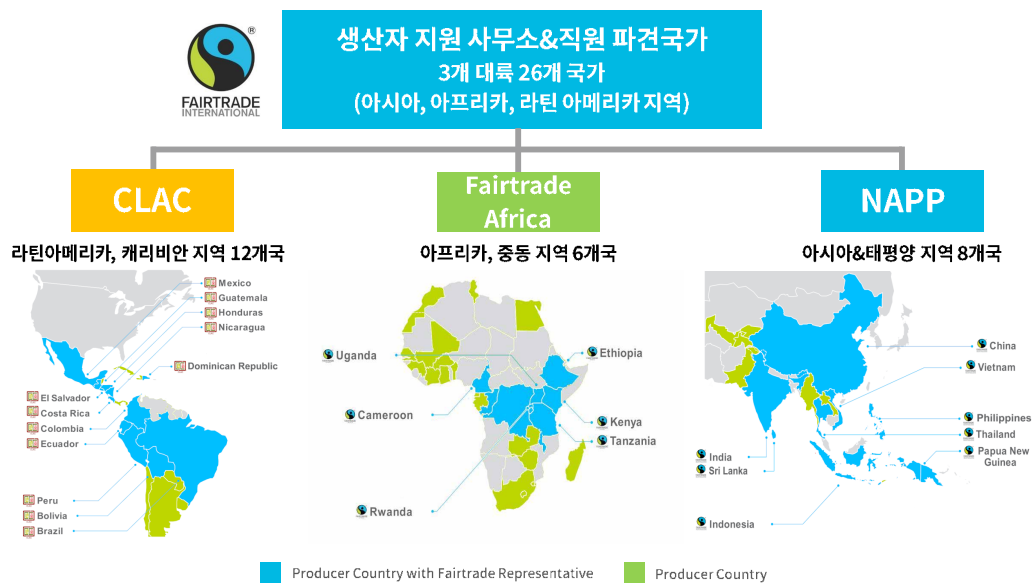 생산자 지원 사무소&직원 파견국가
3개 대륙 26개 국가
(아시아, 아프리카, 라틴 아메리카 지역)
®
FAIRTRADE
INTERNATIONAL
CLAC
Fairtrade
Africa
NAPP
라틴아메리카, 캐리비안 지역 12개국
아프리카, 중동 지역 6개국
아시아&태평양 지역 8개국
Mexico
Guatemala
Honduras
Nicaragua
Dominican Republic
El Salvador
Costa Rica
Colombia
Ecuador
Peru
Bolivia
Brazil
Uganda
Ethiopia
Cameroon
Kenya
Tanzania
Rwanda
China
Vietnam
Philippines
Thailand
Papua New
Guinea
India
Sri Lanka
Indonesia
Producer Country with Fairtrade Representative
Producer Country